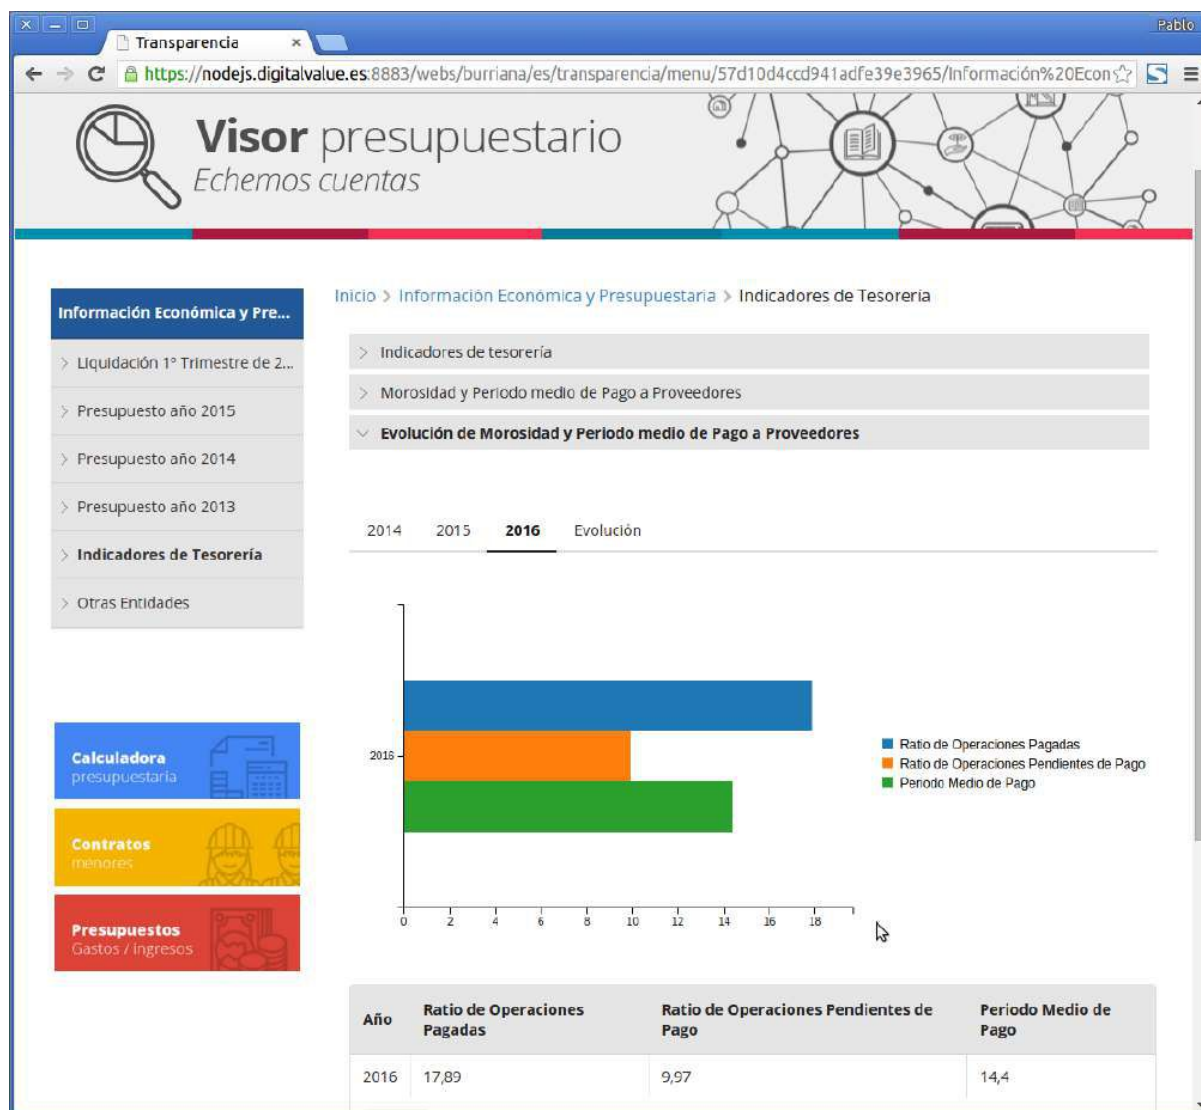 Pablo
Transparencia
https://nodejs.digitalvalue.es:8883/webs/burriana/es/transparencia/menu/57d10d4ccd941adfe39e3965/Información%20Econ
Visor presupuestario
Echemos cuentas
Información Económica y Pre...
Liquidación 1º Trimestre de 2...
Presupuesto año 2015
Presupuesto año 2014
Presupuesto año 2013
Indicadores de Tesorería
Otras Entidades
Calculadora
presupuestaria
Contratos
menores
Presupuestos
Gastos / ingresos
Inicio > Información Económica y Presupuestaria > Indicadores de Tesorería
Indicadores de tesorería
Morosidad y Periodo medio de Pago a Proveedores
Evolución de Morosidad y Periodo medio de Pago a Proveedores
2014 2015 2016 Evolución
2016
Ratio de Operaciones Pagadas
Ratio de Operaciones Pendientes de Pago
Periodo Medio de Pago
0 2 4 6 8 10 12 14 16 18
Año Ratio de Operaciones Pagadas Ratio de Operaciones Pendientes de Pago Periodo Medio de Pago
2016 17,89 9,97 14,4